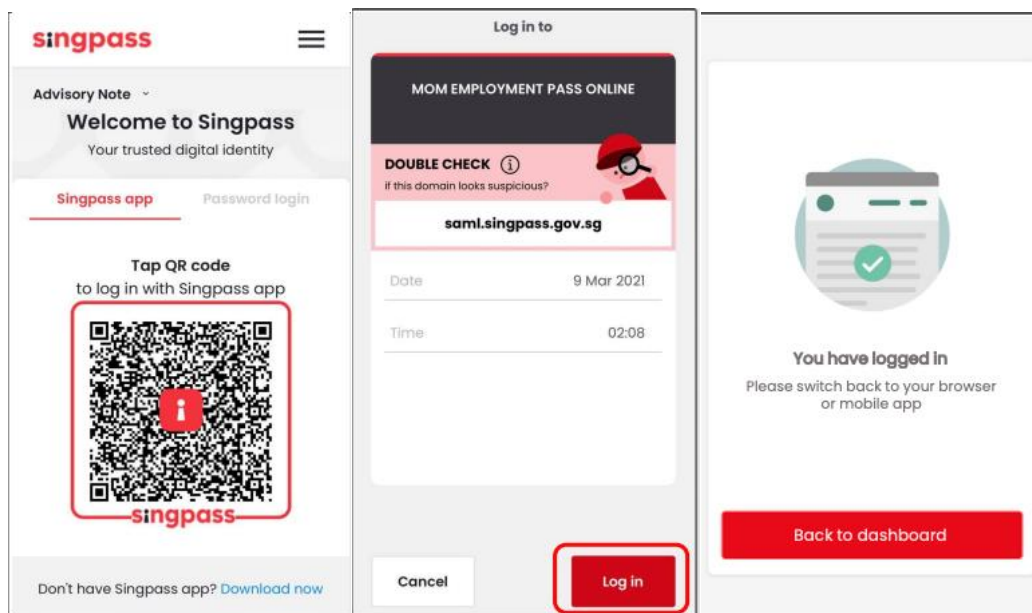 singpass
Advisory Note
Welcome to Singpass
Your trusted digital identity
Singpass app
Password login
Tap QR code
to log in with Singpass app
singpass
Don't have Singpass app? Download now
Log in to
MOM EMPLOYMENT PASS ONLINE
DOUBLE CHECK
if this domain looks suspicious?
saml.singpass.gov.sg
Date 9 Mar 2021
Time 02:08
Cancel
Log in
You have logged in
Please switch back to your browser
or mobile app
Back to dashboard